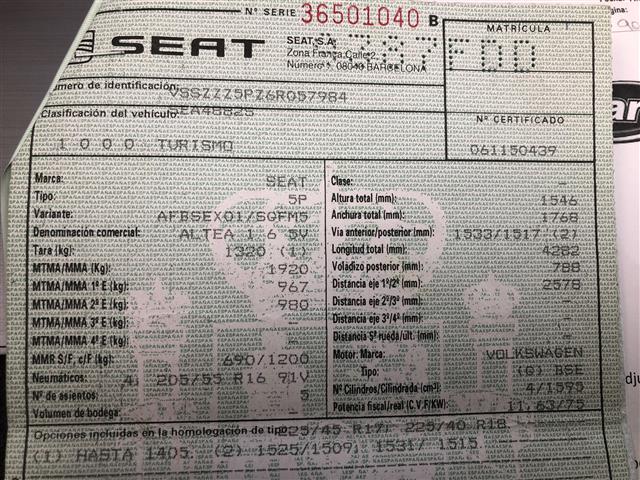 Nº SERIE 36501040 B
MATRÍCULA
SEAT
SEAT, S.A.
Zona Franca, Calle 2
Número 1. 08040 BARCELONA
Número de identificación:
VSSZZZ5PZ6R057984
Clasificación del vehículo: SEA48825
1000 TURISMO
Nº CERTIFICADO
061150439
Marca: SEAT
Tipo: 5P
Variante: AFBSEX01/SGFM5
Denominación comercial: ALTEA 1.6 5V
Tara (kg): 1320 (1)
MTMA/MMA (Kg): 1920
MTMA/MMA 1º E (kg): 967
MTMA/MMA 2º E (kg): 980
MTMA/MMA 3º E (kg): -
MTMA/MMA 4º E (kg): -
MMR S/F, c/F (kg): 690/1200
Neumáticos: 4, 205/55 R16 91V
Nº de asientos: 5
Volumen de bodega: -
Clase: -
Altura total (mm): 1546
Anchura total (mm): 1768
Vía anterior/posterior (mm): 1533/1517 (2)
Longitud total (mm): 4282
Voladizo posterior (mm): 788
Distancia eje 1º/2º (mm): 2578
Distancia eje 2º/3º (mm): -
Distancia eje 3º/4º (mm): -
Distancia 5ª rueda/ult. (mm): -
Motor: Marca: VOLKSWAGEN
Tipo: (G) BSE
Nº Cilindros/Cilindrada (cm³): 4/1595
Potencia fiscal/real (C.V.F/KW): 11,63/75
Opciones incluidas en la homologación de tipo: 225/45 R17; 225/40 R18
(1) HASTA 1405. (2) 1525/1509; 1531/ 1515